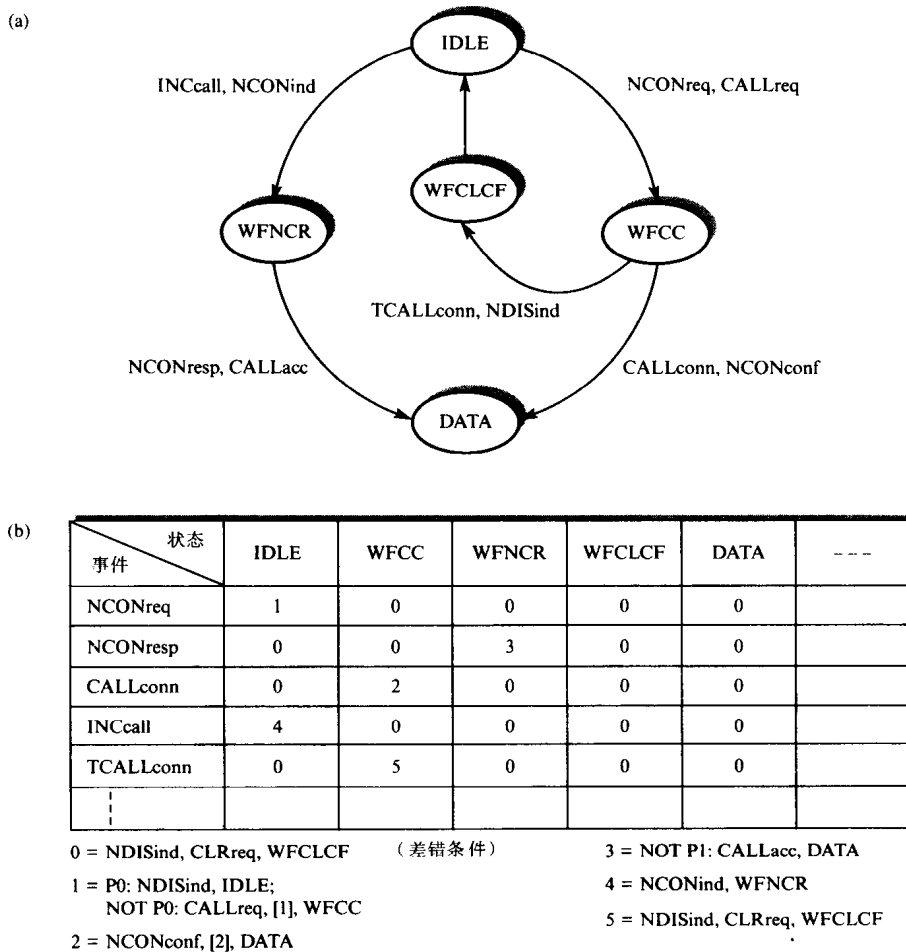 (a)
IDLE
INCcall, NCONind
NCONreq, CALLreq
WFCLCF
WFNCR
WFCC
TCALLconn, NDISind
NCONresp, CALLacc
CALLconn, NCONconf
DATA
(b)
状态
事件
IDLE WFCC WFNCR WFCLCF DATA ---
NCONreq 1 0 0 0 0
NCONresp 0 0 3 0 0
CALLconn 0 2 0 0 0
INCcall 4 0 0 0 0
TCALLconn 0 5 0 0 0
0 = NDISind, CLRreq, WFCLCF (差错条件)
1 = P0: NDISind, IDLE;
NOT P0: CALLreq, [1], WFCC
2 = NCONconf, [2], DATA
3 = NOT P1: CALLacc, DATA
4 = NCONind, WFNCR
5 = NDISind, CLRreq, WFCLCF